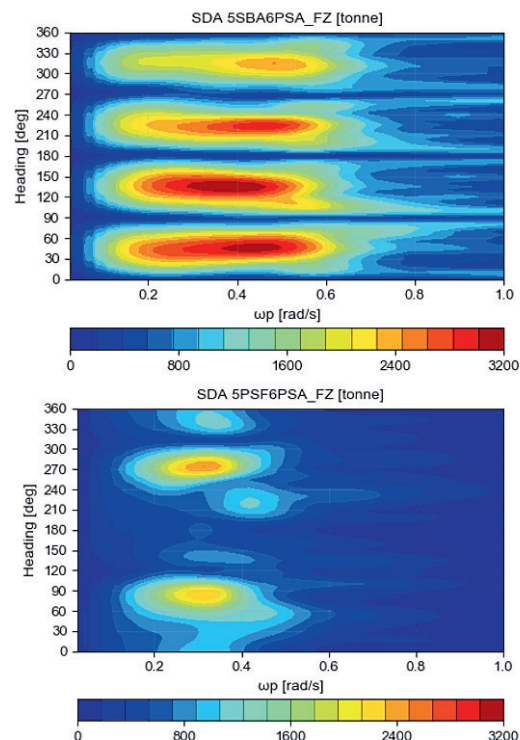 SDA 5SBA6PSA_FZ [tonne]
Heading [deg]
360
330
300
270
240
210
180
150
120
90
60
30
0
0.2 0.4 0.6 0.8 1.0
ωp [rad/s]
0 800 1600 2400 3200
SDA 5PSF6PSA_FZ [tonne]
Heading [deg]
360
330
300
270
240
210
180
150
120
90
60
30
0
0.2 0.4 0.6 0.8 1.0
ωp [rad/s]
0 800 1600 2400 3200